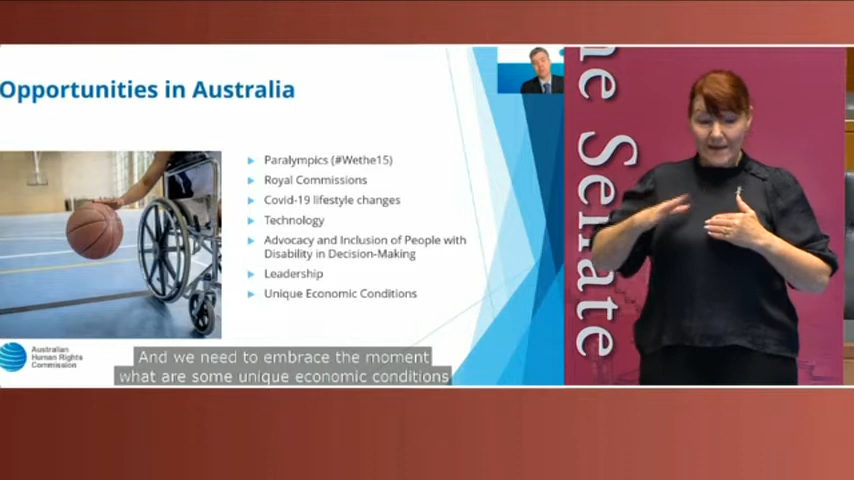 Opportunities in Australia
Paralympics (#Wethe15)
Royal Commissions
Covid-19 lifestyle changes
Technology
Advocacy and Inclusion of People with
Disability in Decision-Making
Leadership
Unique Economic Conditions
Australian
Human Rights
Commission
And we need to embrace the moment
what are some unique economic conditions
he Senate